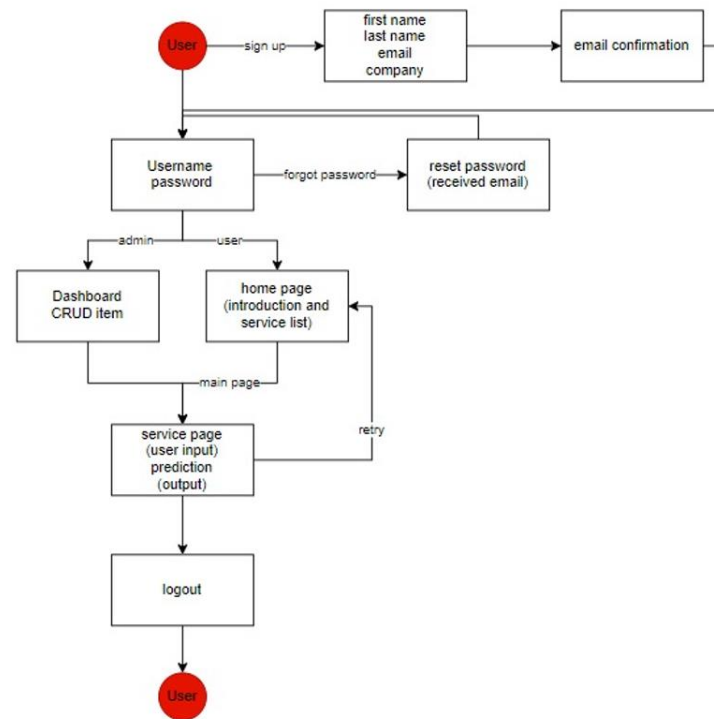 User
sign up
first name
last name
email
company
email confirmation
Username
password
forgot password
reset password
(received email)
admin
user
Dashboard
CRUD item
home page
(introduction and
service list)
main page
service page
(user input)
prediction
(output)
retry
logout
User